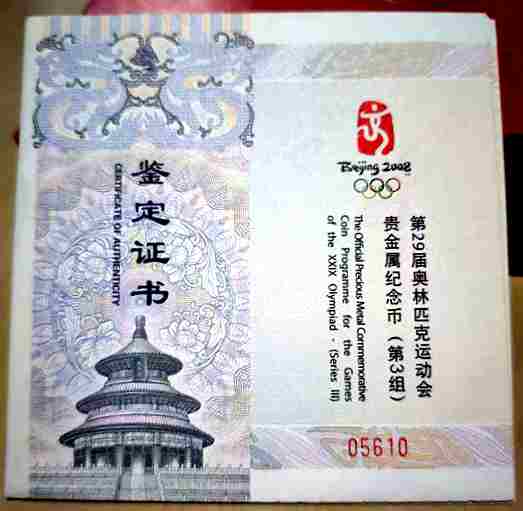 鉴定证书
CERTIFICATE OF AUTHENTICITY
Beijing 2008
第29届奥林匹克运动会
贵金属纪念币（第3组）
The Official Precious Metal Commemorative
Coin Programme for the Games
of the XXIX Olympiad - (Series III)
05610